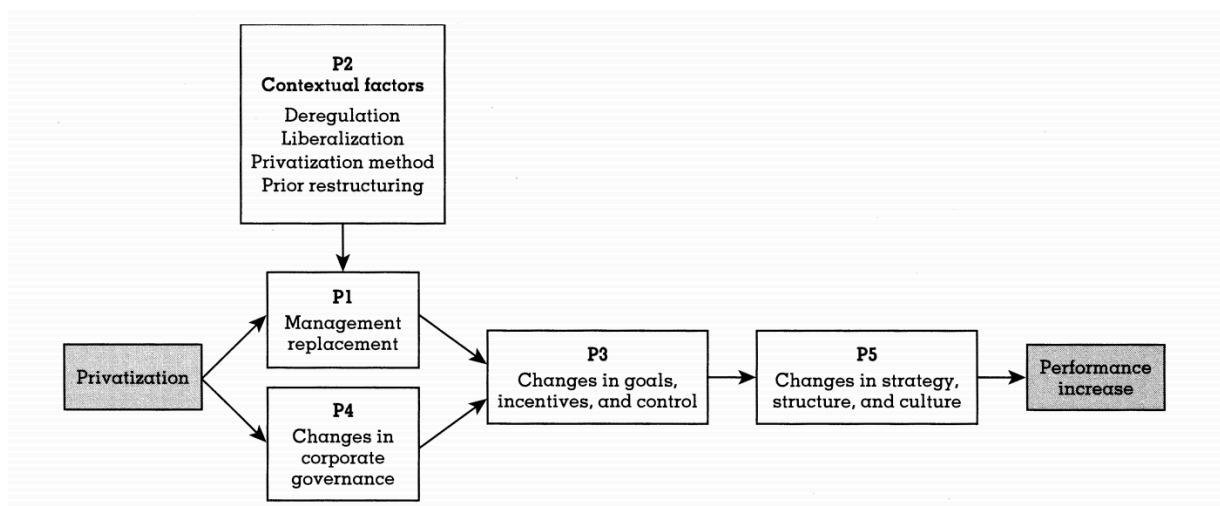 P2
Contextual factors
Deregulation
Liberalization
Privatization method
Prior restructuring
P1
Management
replacement
Privatization
P4
Changes in
corporate
governance
P3
Changes in goals,
incentives, and control
P5
Changes in strategy,
structure, and culture
Performance
increase